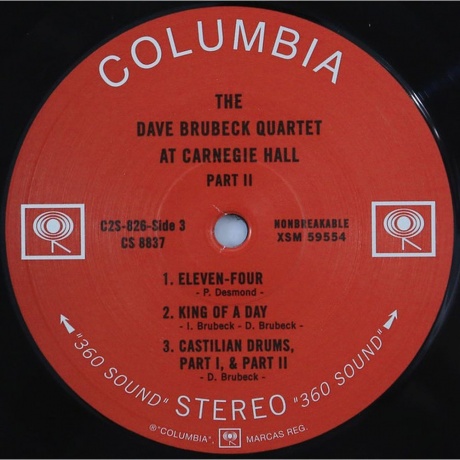 COLUMBIA
THE
DAVE BRUBECK QUARTET
AT CARNEGIE HALL
PART II
C2S-826-Side 3
CS 8837
NONBREAKABLE
XSM 59554
1. ELEVEN-FOUR
- P. Desmond -
2. KING OF A DAY
- I. Brubeck - D. Brubeck -
3. CASTILIAN DRUMS,
PART I, & PART II
- D. Brubeck -
"360 SOUND" STEREO "360 SOUND"
®"COLUMBIA", MARCAS REG.